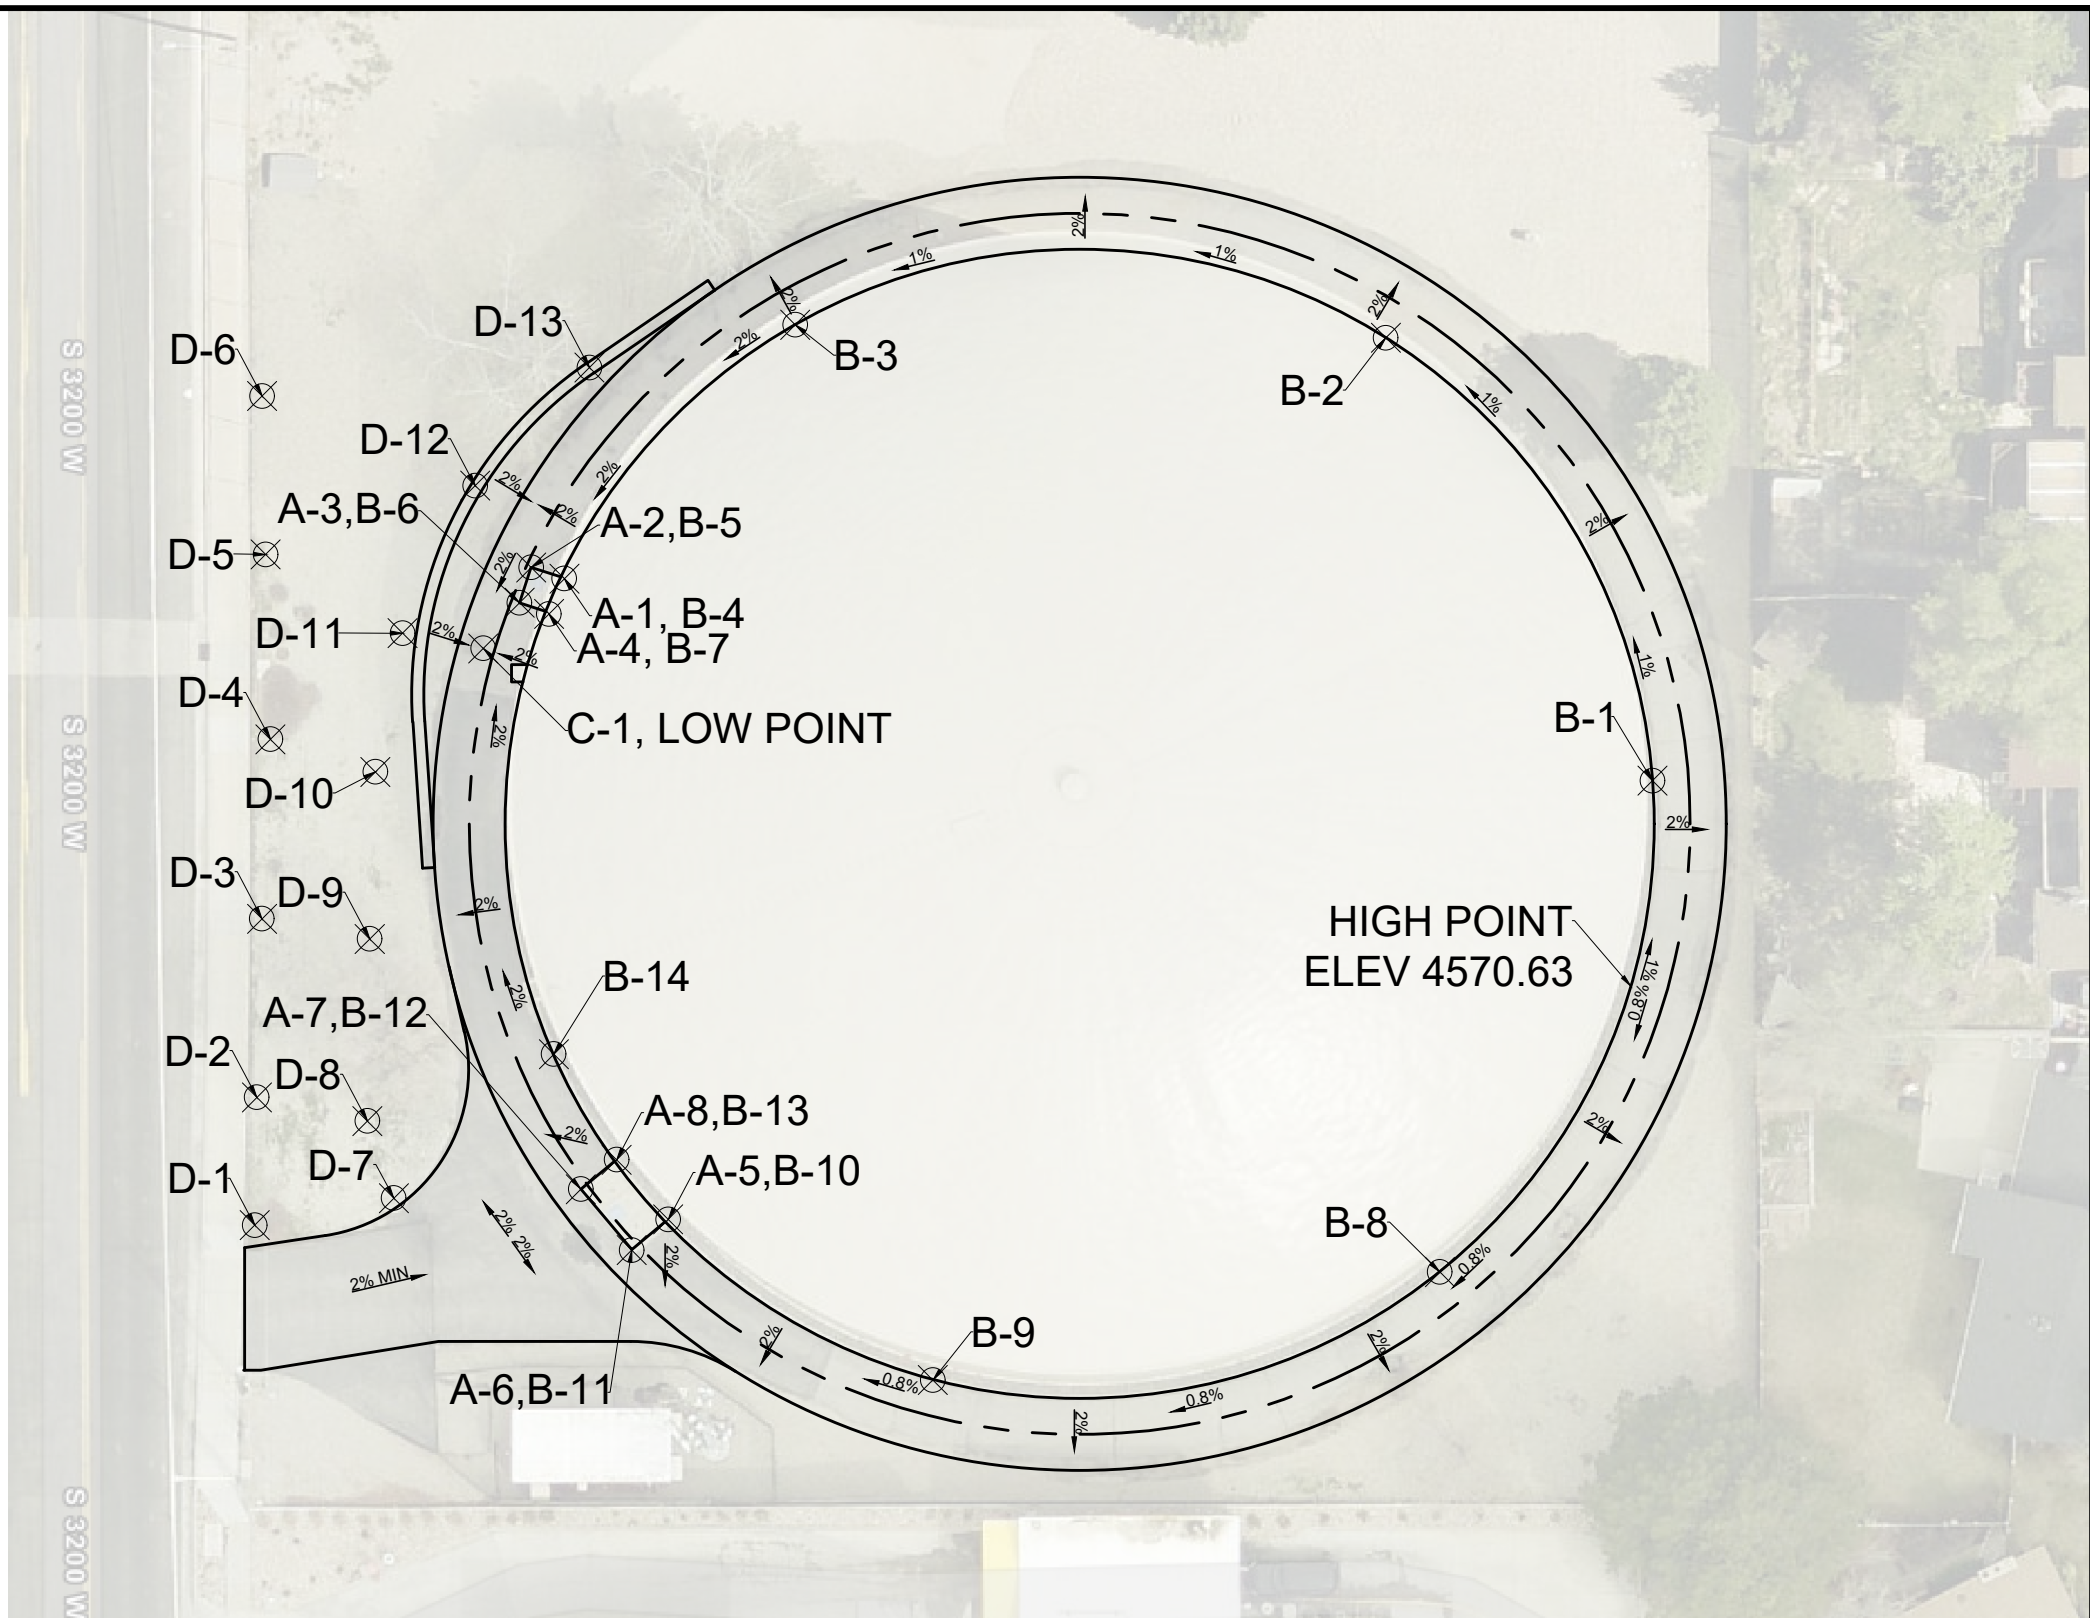 2%
1%
1%
2%
2%
D-13
2%
B-3
D-6
2%
B-2
1%
D-12
2%
2%
A-3,B-6
2%
A-2,B-5
2%
D-5
2%
A-1, B-4
D-11
2%
A-4, B-7
2%
1%
D-4
C-1, LOW POINT
B-1
2%
D-10
2%
D-3
D-9
2%
HIGH POINT
ELEV 4570.63
1%
0.8%
B-14
2%
A-7,B-12
D-2
D-8
A-8,B-13
2%
2%
D-1
D-7
A-5,B-10
B-8
2% 2%
2%
0.8%
2% MIN
2%
2%
B-9
A-6,B-11
0.8%
0.8%
2%
S 3200 W
S 3200 W
S 3200 W